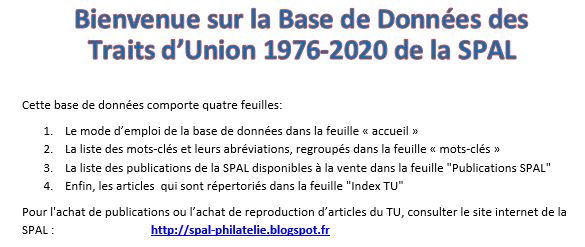 Bienvenue sur la Base de Données des
Traits d'Union 1976-2020 de la SPAL
Cette base de données comporte quatre feuilles:
1. Le mode d'emploi de la base de données dans la feuille « accueil »
2. La liste des mots-clés et leurs abréviations, regroupés dans la feuille « mots-clés »
3. La liste des publications de la SPAL disponibles à la vente dans la feuille "Publications SPAL"
4. Enfin, les articles qui sont répertoriés dans la feuille "Index TU"
Pour l'achat de publications ou l'achat de reproduction d'articles du TU, consulter le site internet de la
SPAL : http://spal-philatelie.blogspot.fr